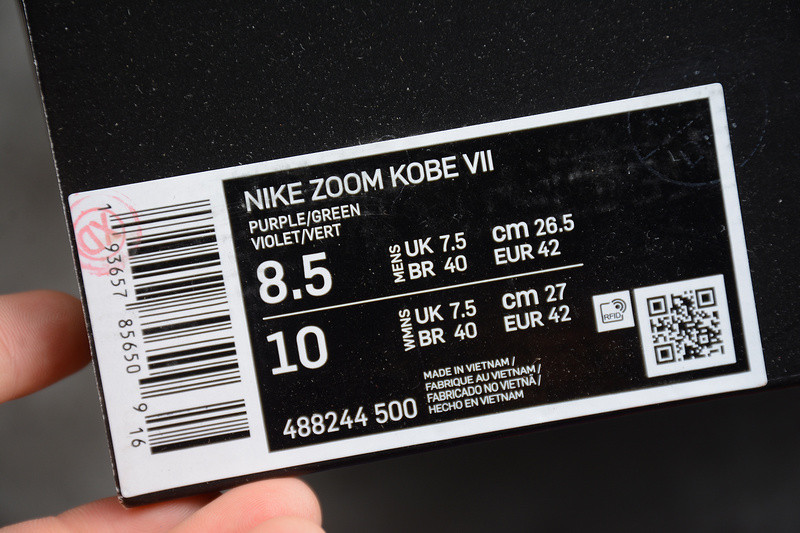 NIKE ZOOM KOBE VII
PURPLE/GREEN
VIOLET/VERT
8.5
MENS
UK 7.5
BR 40
cm 26.5
EUR 42
10
WMNS
UK 7.5
BR 40
cm 27
EUR 42
RFID
488244 500
MADE IN VIETNAM /
FABRIQUE AU VIETNAM /
FABRICADO NO VIETNÃ /
HECHO EN VIETNAM
1 93657 85650 9 16